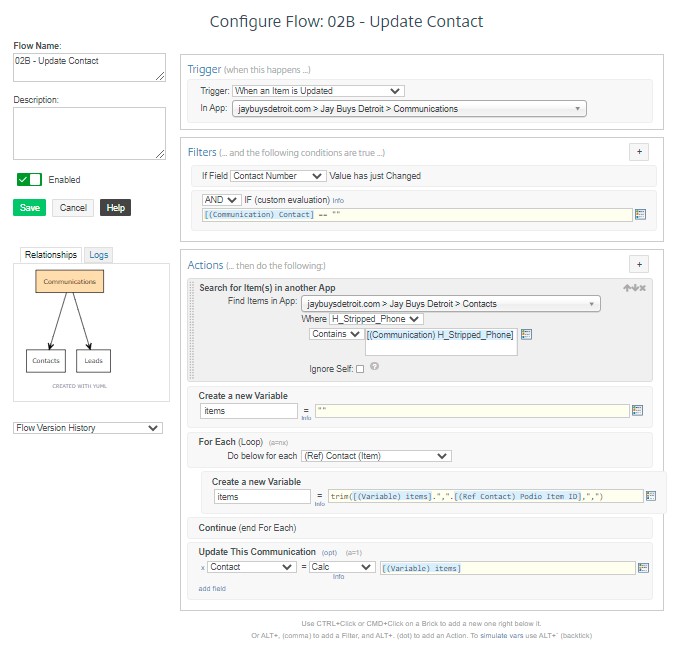 Configure Flow: 02B - Update Contact
Flow Name:
02B - Update Contact
Description:
Enabled
Save Cancel Help
Relationships Logs
Communications
Contacts Leads
CREATED WITH YUML
Flow Version History
Trigger (when this happens ...)
Trigger: When an Item is Updated
In App: jaybuysdetroit.com > Jay Buys Detroit > Communications
Filters (... and the following conditions are true ...) +
If Field Contact Number Value has just Changed
AND IF (custom evaluation) Info
[(Communication) Contact] == ""
Actions (... then do the following:) +
Search for Item(s) in another App
Find Items in App: jaybuysdetroit.com > Jay Buys Detroit > Contacts
Where H_Stripped_Phone
Contains [(Communication) H_Stripped_Phone]
Ignore Self:
Create a new Variable
items = ""
Info
For Each (Loop) (a=nx)
Do below for each (Ref) Contact (Item)
Create a new Variable
items = trim([(Variable) items].",".[(Ref Contact) Podio Item ID],",")
Info
Continue (end For Each)
Update This Communication (opt) (a=1)
x Contact = Calc [(Variable) items]
Info
add field
Use CTRL+Click or CMD+Click on a Brick to add a new one right below it.
Or ALT+, (comma) to add a Filter, and ALT+. (dot) to add an Action. To simulate vars use ALT+` (backtick)